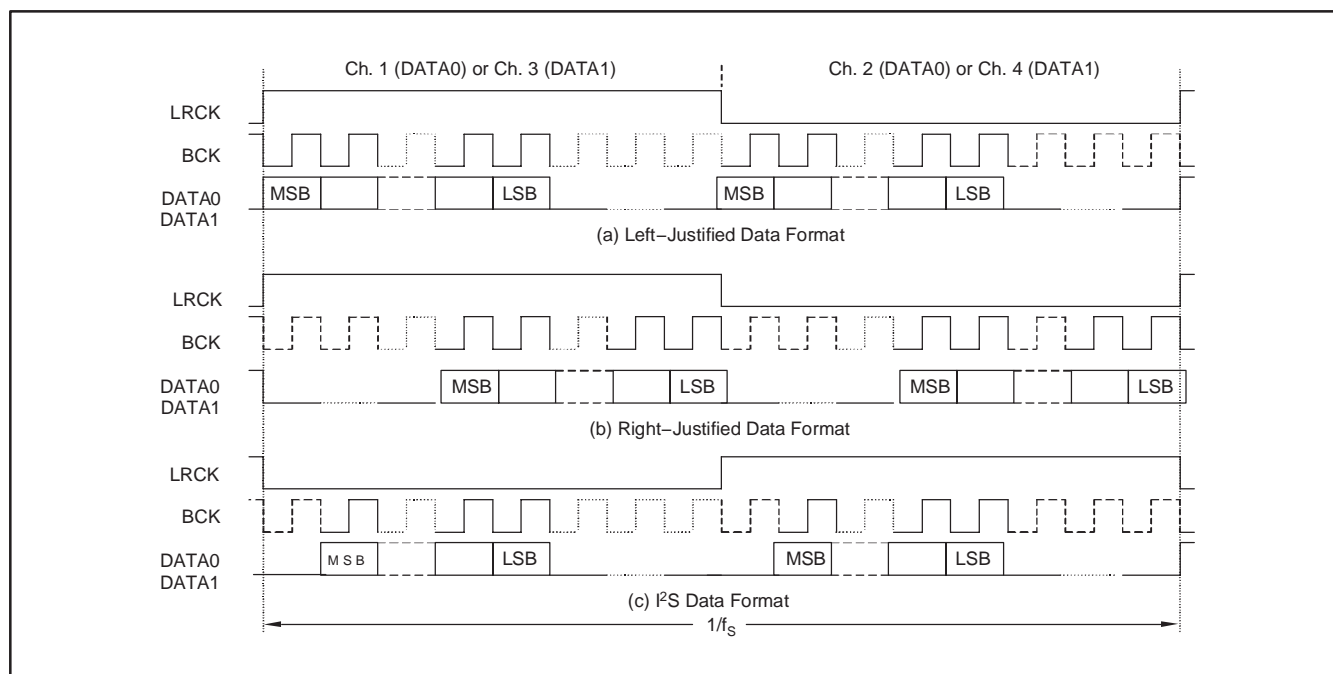 Ch. 1 (DATA0) or Ch. 3 (DATA1)
Ch. 2 (DATA0) or Ch. 4 (DATA1)
LRCK
BCK
DATA0
DATA1
MSB
LSB
MSB
LSB
(a) Left−Justified Data Format
LRCK
BCK
DATA0
DATA1
MSB
LSB
MSB
LSB
(b) Right−Justified Data Format
LRCK
BCK
DATA0
DATA1
MSB
LSB
MSB
LSB
(c) I²S Data Format
1/fS